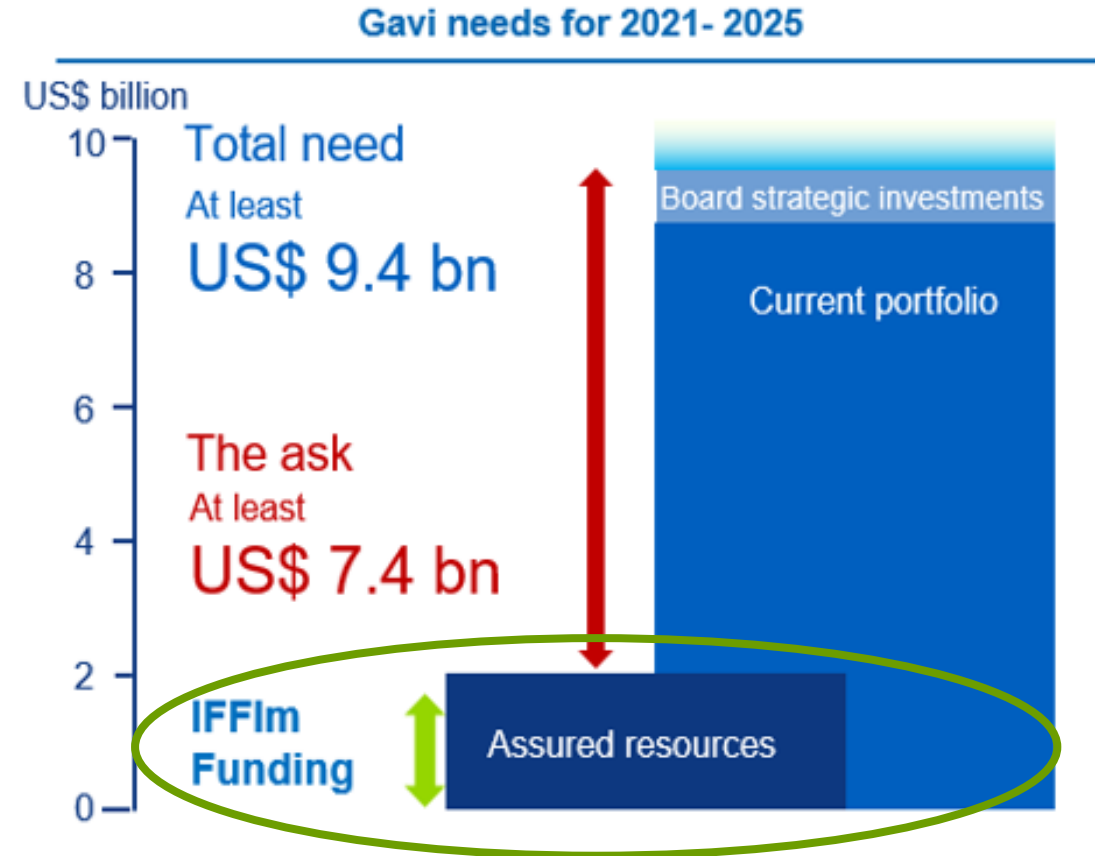 Gavi needs for 2021- 2025
US$ billion
10
Total need
At least
US$ 9.4 bn
Board strategic investments
8
Current portfolio
6
The ask
At least
4
US$ 7.4 bn
2
IFFIm
Funding
Assured resources
0